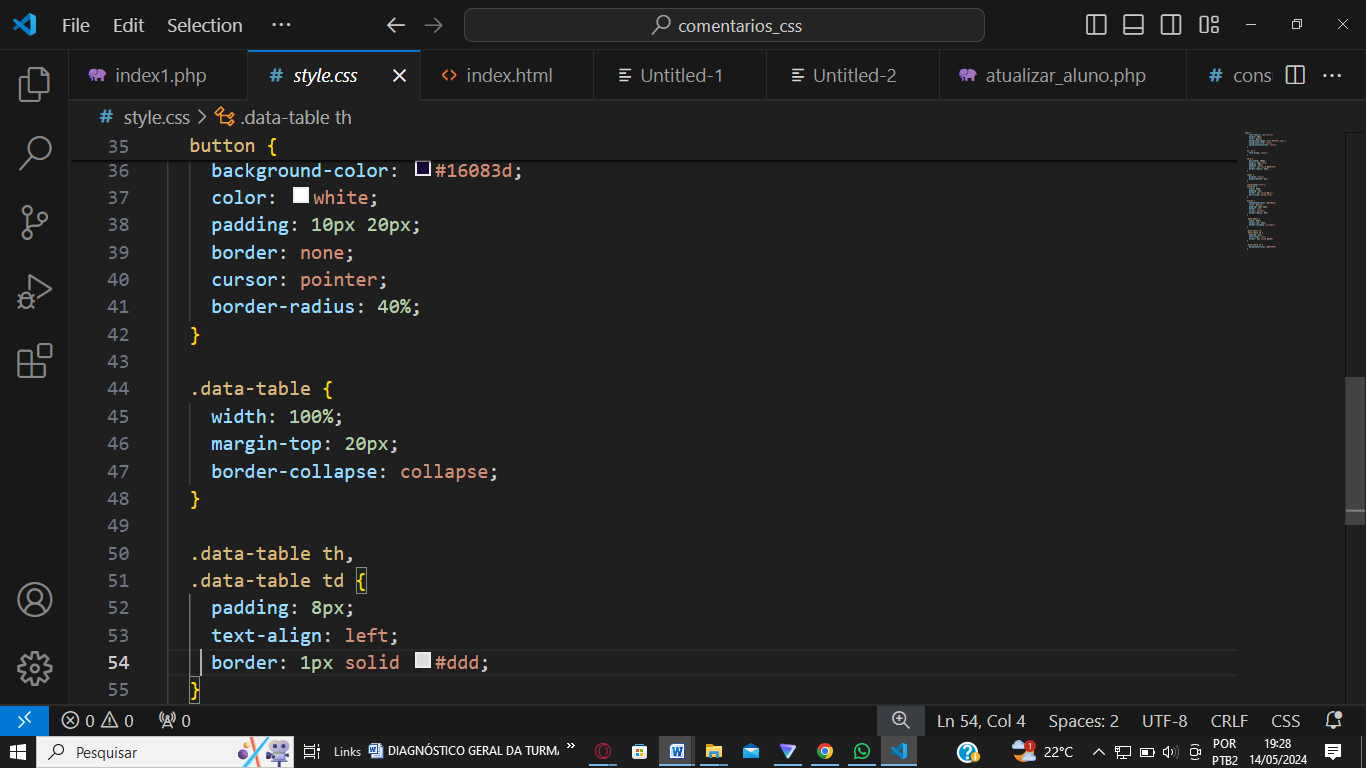 File Edit Selection ··· comentarios_css
index1.php # style.css index.html Untitled-1 Untitled-2 atualizar_aluno.php # cons ···
# style.css > .data-table th
35 button {
36 background-color: #16083d;
37 color: white;
38 padding: 10px 20px;
39 border: none;
40 cursor: pointer;
41 border-radius: 40%;
42 }
43
44 .data-table {
45 width: 100%;
46 margin-top: 20px;
47 border-collapse: collapse;
48 }
49
50 .data-table th,
51 .data-table td {
52 padding: 8px;
53 text-align: left;
54 border: 1px solid #ddd;
55 }
0 0 0 Ln 54, Col 4 Spaces: 2 UTF-8 CRLF CSS
Pesquisar Links DIAGNÓSTICO GERAL DA TURMA » 1 22°C POR 19:28
PTB2 14/05/2024